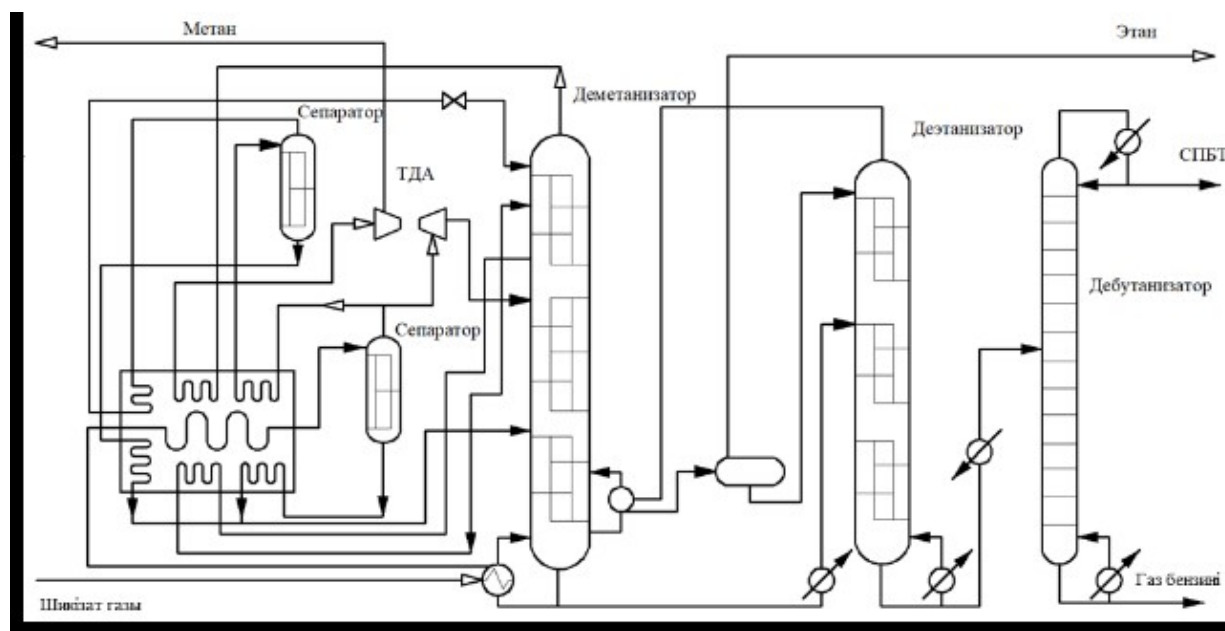 Метан
Этан
Сепаратор
Деметанизатор
Деэтанизатор
СПБТ
ТДА
Дебутанизатор
Сепаратор
Шикізат газы
Газ бензині